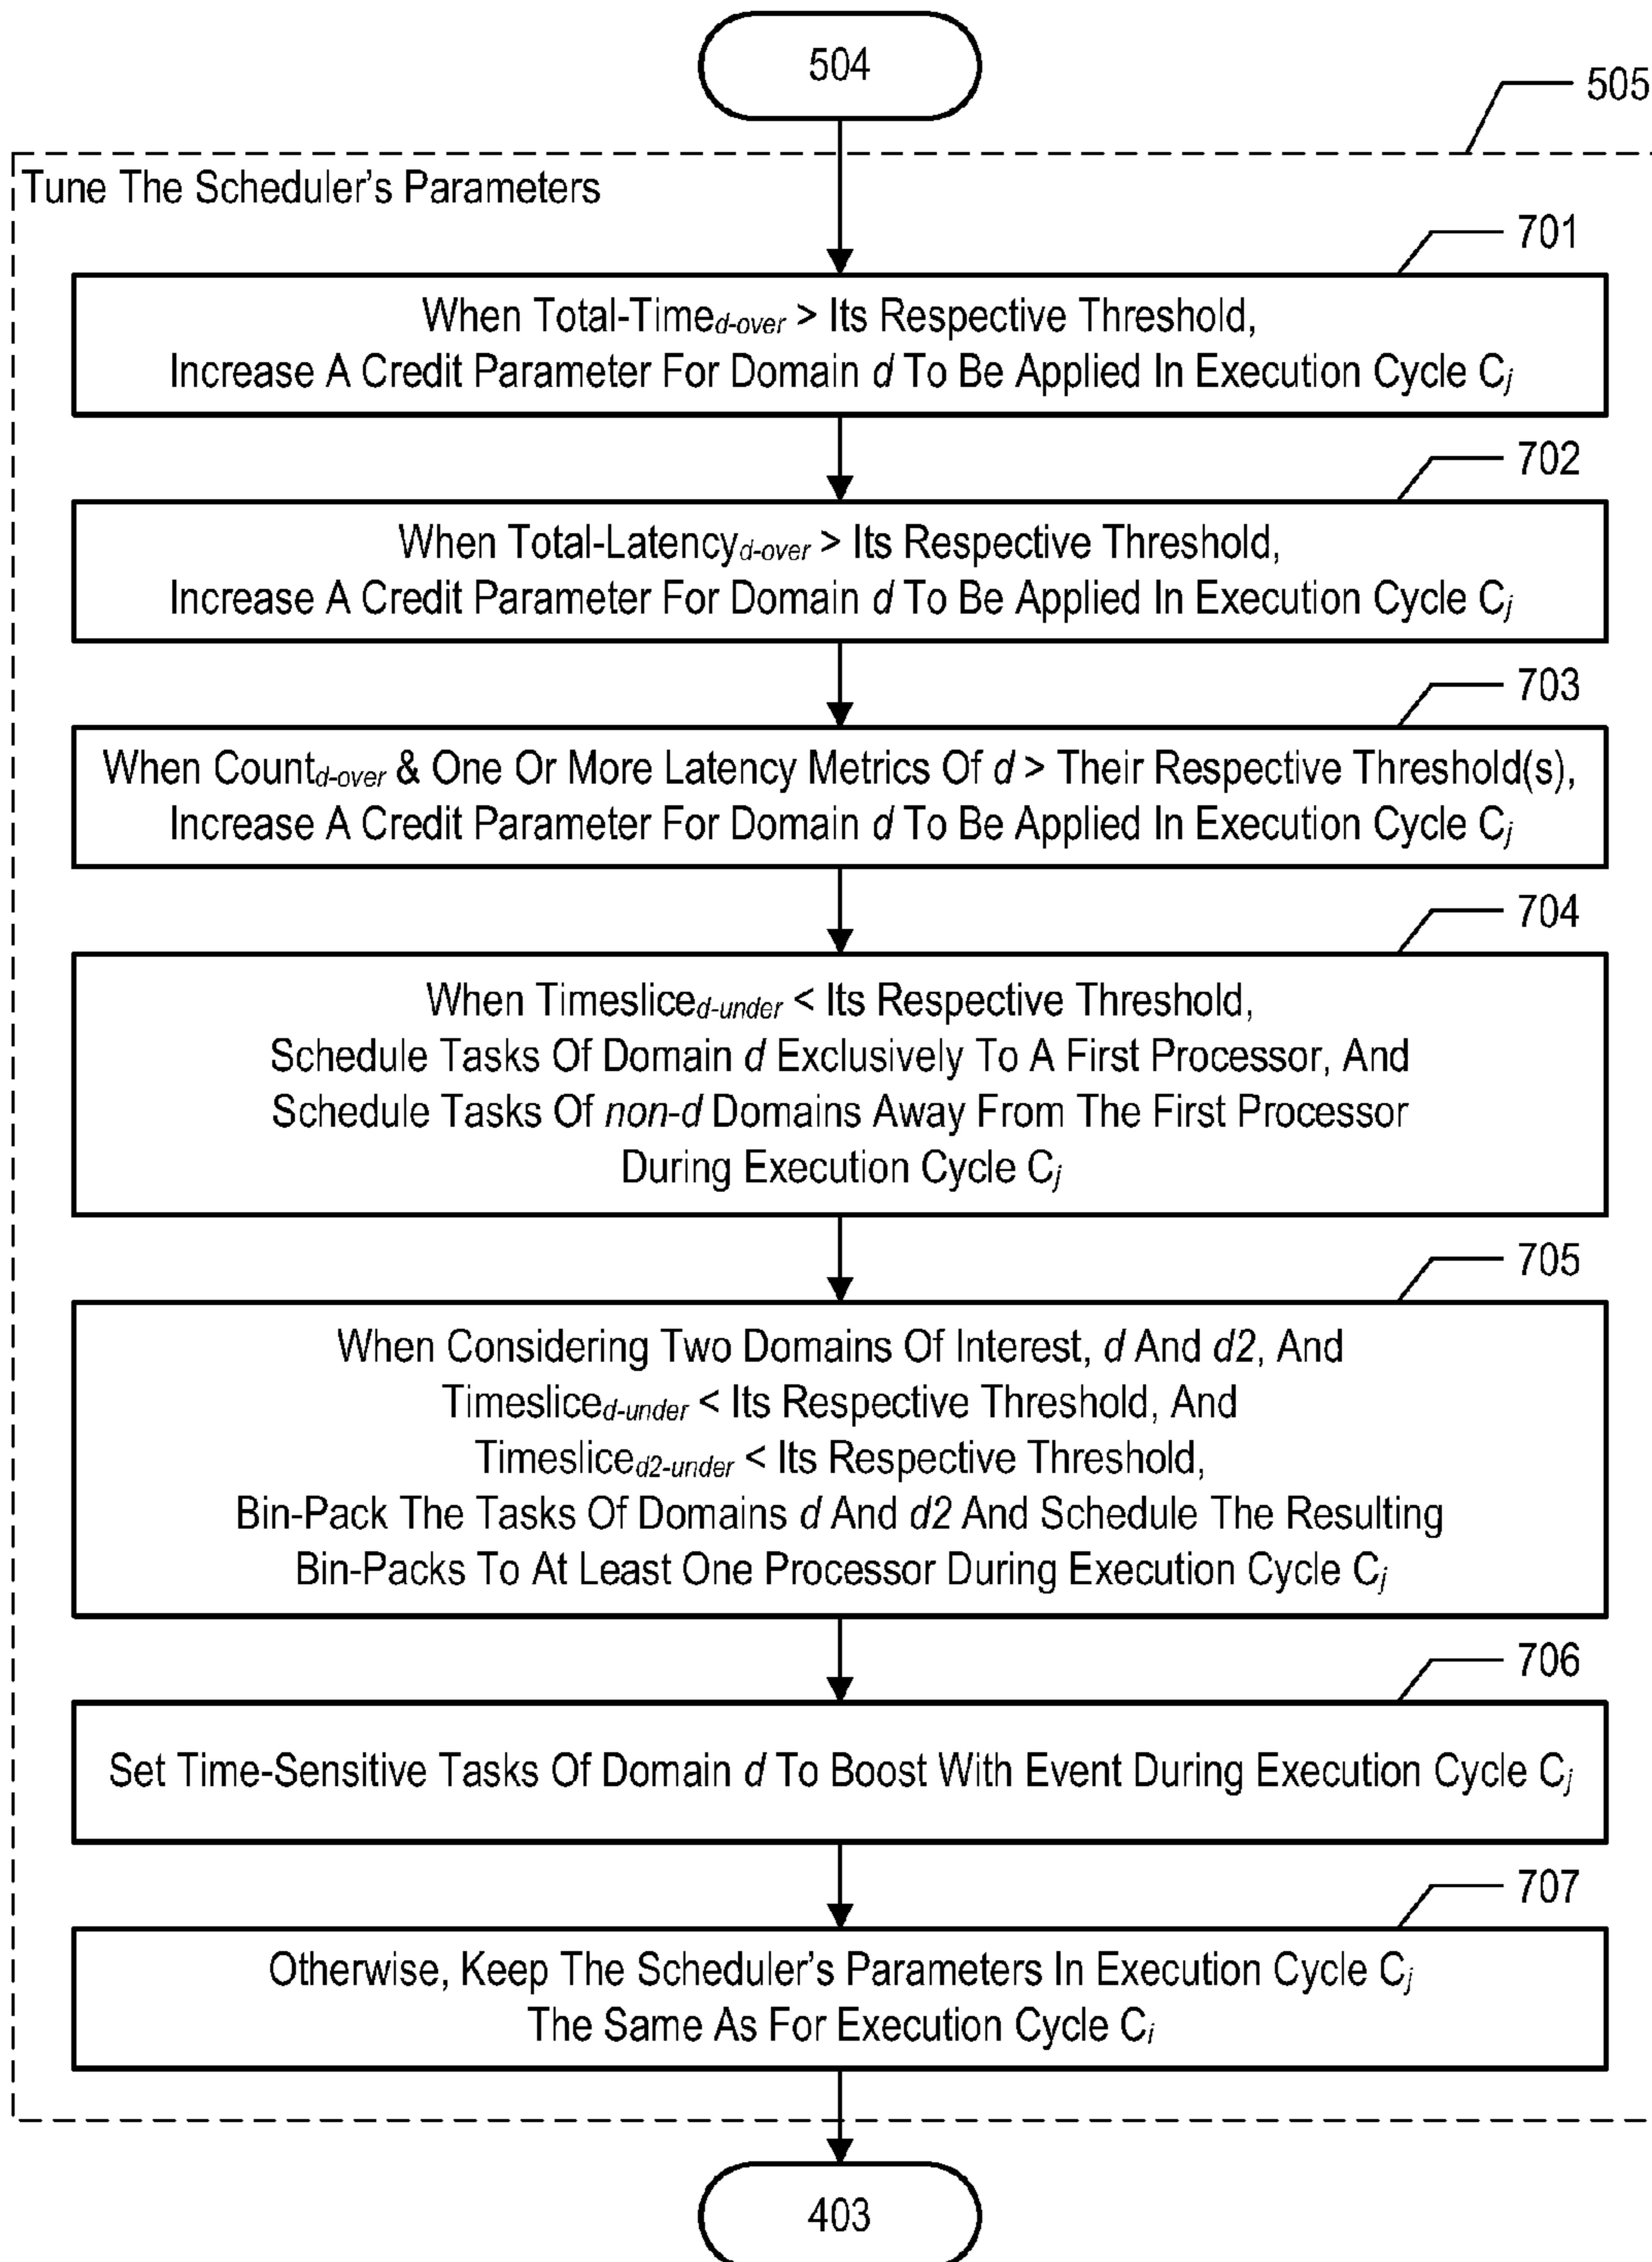 504
505
Tune The Scheduler's Parameters
701
When Total-Time d-over > Its Respective Threshold,
Increase A Credit Parameter For Domain d To Be Applied In Execution Cycle Cj
702
When Total-Latency d-over > Its Respective Threshold,
Increase A Credit Parameter For Domain d To Be Applied In Execution Cycle Cj
703
When Count d-over & One Or More Latency Metrics Of d > Their Respective Threshold(s),
Increase A Credit Parameter For Domain d To Be Applied In Execution Cycle Cj
704
When Timeslice d-under < Its Respective Threshold,
Schedule Tasks Of Domain d Exclusively To A First Processor, And
Schedule Tasks Of non-d Domains Away From The First Processor
During Execution Cycle Cj
705
When Considering Two Domains Of Interest, d And d2, And
Timeslice d-under < Its Respective Threshold, And
Timeslice d2-under < Its Respective Threshold,
Bin-Pack The Tasks Of Domains d And d2 And Schedule The Resulting
Bin-Packs To At Least One Processor During Execution Cycle Cj
706
Set Time-Sensitive Tasks Of Domain d To Boost With Event During Execution Cycle Cj
707
Otherwise, Keep The Scheduler's Parameters In Execution Cycle Cj
The Same As For Execution Cycle Ci
403